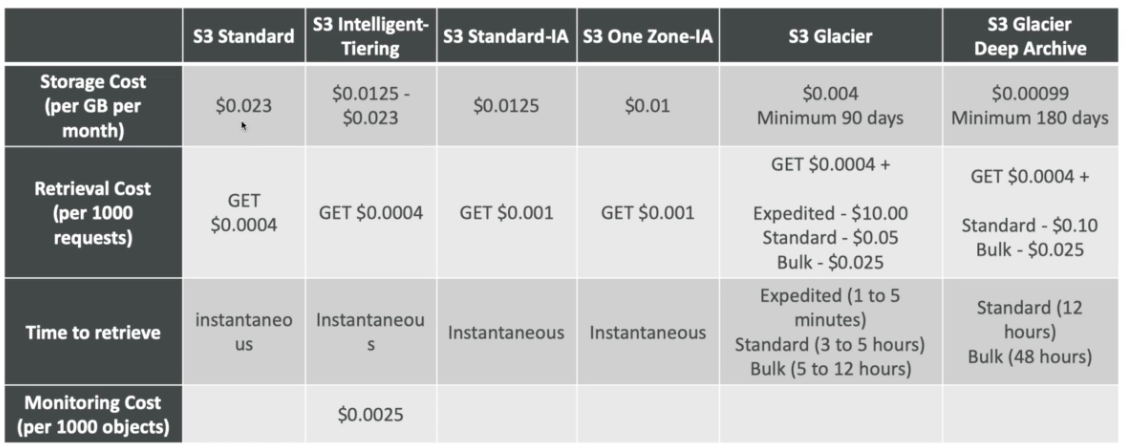 S3 Standard
S3 Intelligent-
Tiering
S3 Standard-IA
S3 One Zone-IA
S3 Glacier
S3 Glacier
Deep Archive
Storage Cost
(per GB per
month)
$0.023
$0.0125 -
$0.023
$0.0125
$0.01
$0.004
Minimum 90 days
$0.00099
Minimum 180 days
Retrieval Cost
(per 1000
requests)
GET
$0.0004
GET $0.0004
GET $0.001
GET $0.001
GET $0.0004 +
Expedited - $10.00
Standard - $0.05
Bulk - $0.025
GET $0.0004 +
Standard - $0.10
Bulk - $0.025
Time to retrieve
instantaneo
us
Instantaneou
s
Instantaneous
Instantaneous
Expedited (1 to 5
minutes)
Standard (3 to 5 hours)
Bulk (5 to 12 hours)
Standard (12
hours)
Bulk (48 hours)
Monitoring Cost
(per 1000 objects)
$0.0025